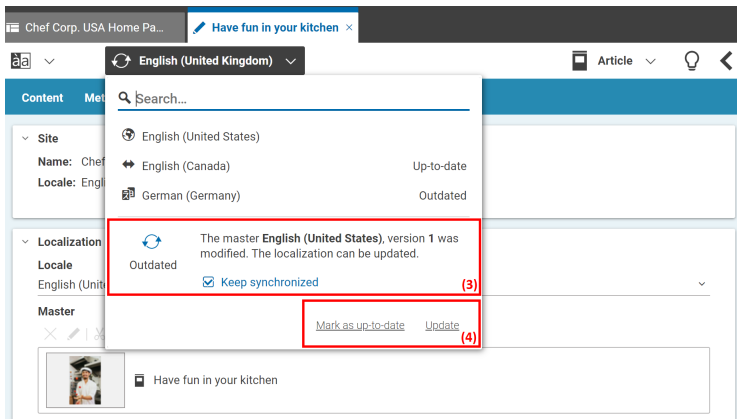 Chef Corp. USA Home Pa...
Have fun in your kitchen ×
àa
English (United Kingdom)
Article
Content Met
Search...
Site
Name: Chef
Locale: Engli
English (United States)
English (Canada) Up-to-date
German (Germany) Outdated
The master English (United States), version 1 was
modified. The localization can be updated.
Outdated
Keep synchronized
(3)
Localization
Locale
English (Unit
Master
Mark as up-to-date Update
(4)
Have fun in your kitchen